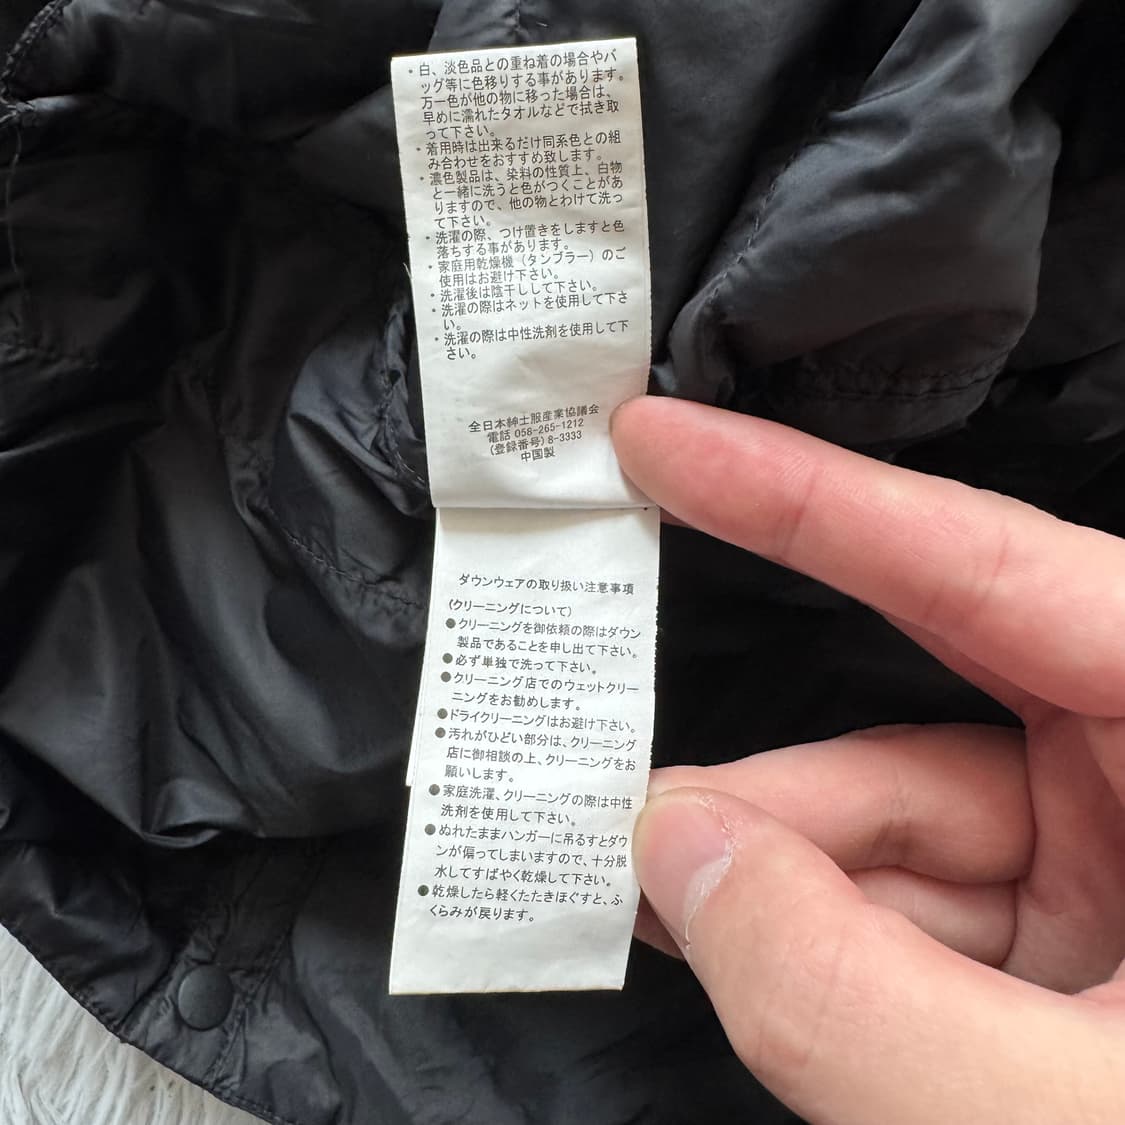 ・白、淡色品との重ね着の場合やバ
ッグ等に色移りする事があります。
万一色が他の物に移った場合は、
早めに濡れたタオルなどで拭き取
って下さい。
・着用時は出来るだけ同系色との組
み合わせをおすすめ致します。
・濃色製品は、染料の性質上、白物
と一緒に洗うと色がつくことがあ
りますので、他の物とわけて洗っ
て下さい。
・洗濯の際、つけ置きをしますと色
落ちする事があります。
・家庭用乾燥機（タンブラー）のご
使用はお避け下さい。
・洗濯後は陰干しして下さい。
・洗濯の際はネットを使用して下さ
い。
・洗濯の際は中性洗剤を使用して下
さい。
全日本紳士服産業協議会
電話 058-265-1212
(登録番号) 8-3333
中国製
ダウンウェアの取り扱い注意事項
(クリーニングについて)
●クリーニングを御依頼の際はダウン
製品であることを申し出て下さい。
●必ず単独で洗って下さい。
●クリーニング店でのウェットクリー
ニングをお勧めします。
●ドライクリーニングはお避け下さい。
●汚れがひどい部分は、クリーニング
店に御相談の上、クリーニングをお
願いします。
●家庭洗濯、クリーニングの際は中性
洗剤を使用して下さい。
●ぬれたままハンガーに吊るすとダウ
ンが偏ってしまいますので、十分脱
水してすばやく乾燥して下さい。
●乾燥したら軽くたたきほぐすと、ふ
くらみが戻ります。